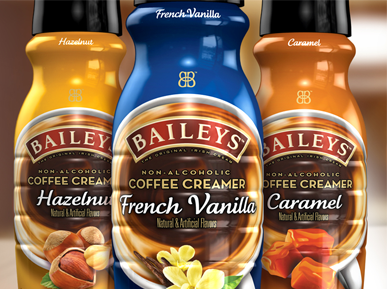 Hazelnut
BAILEYS
NON-ALCOHOLIC
COFFEE CREAMER
Hazelnut
Natural & Artificial Flavors
French Vanilla
BAILEYS
THE ORIGINAL IRISH CREAM
NON-ALCOHOLIC
COFFEE CREAMER
French Vanilla
Natural & Artificial Flavors
Caramel
BAILEYS
NON-ALCOHOLIC
COFFEE CREAMER
Caramel
Natural & Artificial Flavors